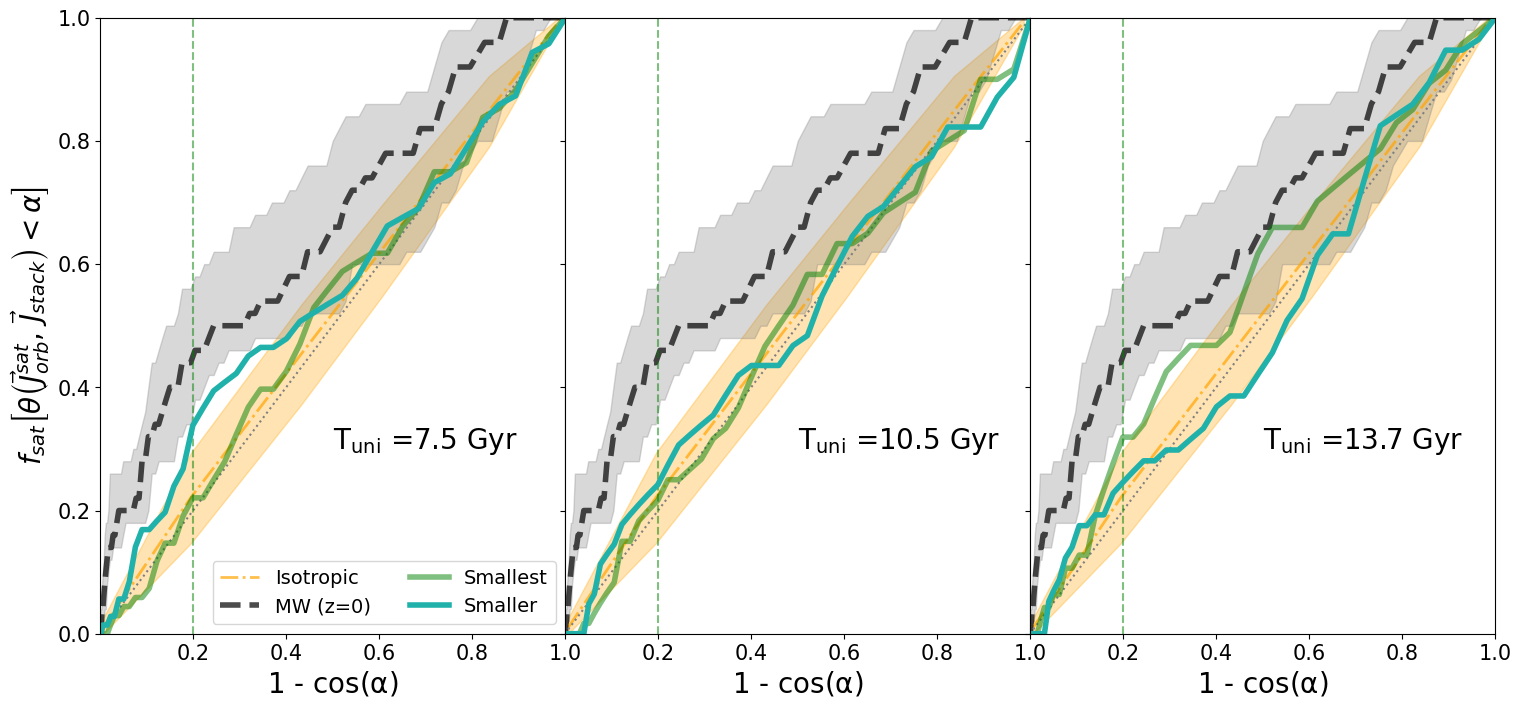 f_sat [θ(J⃗_orb^sat, J⃗_stack) < α]
1.0
0.8
0.6
0.4
0.2
0.0
T_uni =7.5 Gyr
T_uni =10.5 Gyr
T_uni =13.7 Gyr
Isotropic
MW (z=0)
Smallest
Smaller
0.2 0.4 0.6 0.8 1.0
0.2 0.4 0.6 0.8 1.0
0.2 0.4 0.6 0.8 1.0
1 - cos(α)
1 - cos(α)
1 - cos(α)